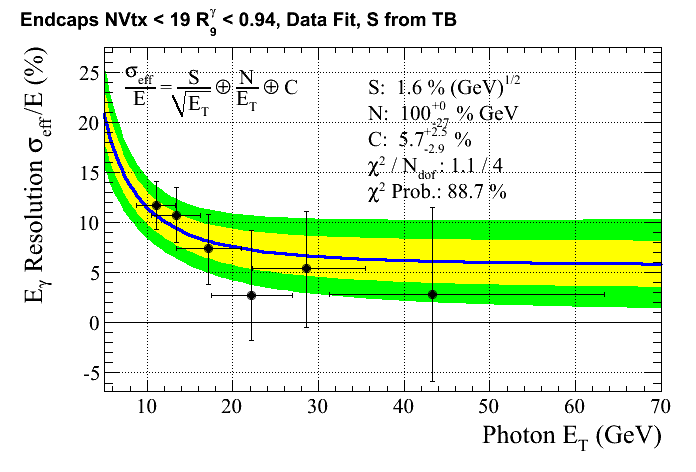 Endcaps NVtx < 19 R₉^γ < 0.94, Data Fit, S from TB
σ_eff/E = S/√E_T ⊕ N/E_T ⊕ C
S: 1.6 % (GeV)^1/2
N: 100 +0 -27 % GeV
C: 5.7 +2.5 -2.9 %
χ² / N_dof : 1.1 / 4
χ² Prob.: 88.7 %
E_γ Resolution σ_eff/E (%)
25
20
15
10
5
0
-5
10 20 30 40 50 60 70
Photon E_T (GeV)